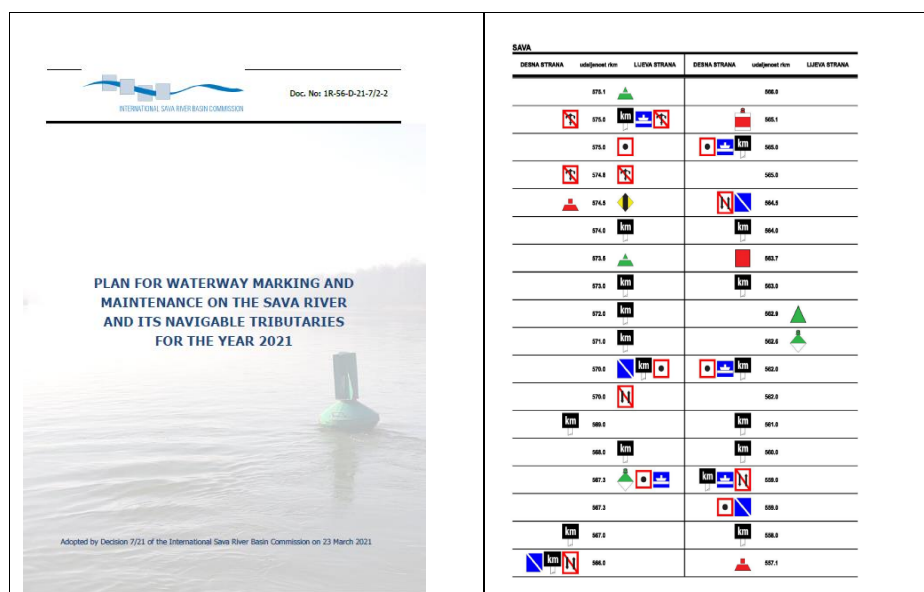 Doc. No: 1R-56-D-21-7/2-2
INTERNATIONAL SAVA RIVER BASIN COMMISSION
PLAN FOR WATERWAY MARKING AND
MAINTENANCE ON THE SAVA RIVER
AND ITS NAVIGABLE TRIBUTARIES
FOR THE YEAR 2021
Adopted by Decision 7/21 of the International Sava River Basin Commission on 23 March 2021
SAVA
DESNA STRANA udaljenost rkm LIJEVA STRANA DESNA STRANA udaljenost rkm LIJEVA STRANA
575.1 566.0
575.0 km 565.1
575.0 km 565.0
574.8 565.0
574.5 564.5
574.0 km km 564.0
573.5 563.7
573.0 km km 563.0
572.0 km 562.9
571.0 km 562.6
570.0 km km 562.0
570.0 562.0
km 569.0 km 561.0
568.0 km km 560.0
567.3 km 559.0
567.3 559.0
km 567.0 km 558.0
km 566.0 557.1